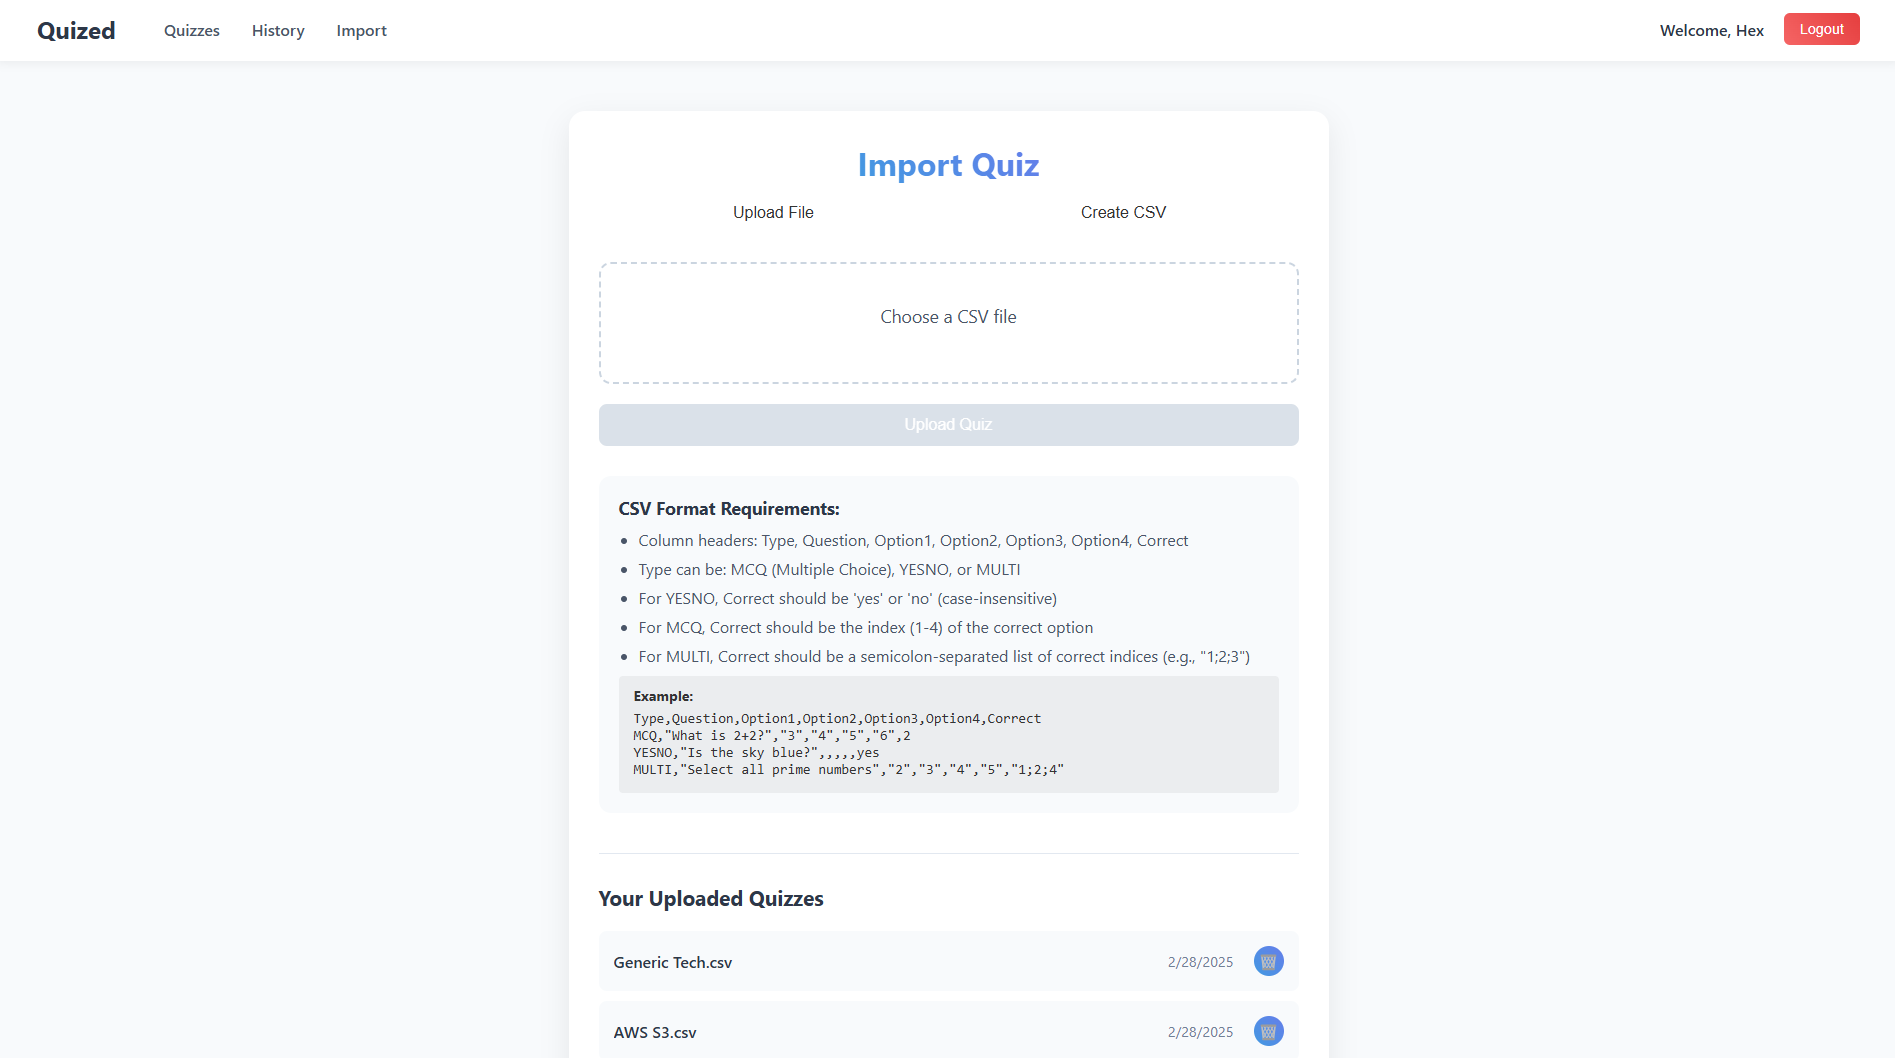 Quized
Quizzes
History
Import
Welcome, Hex
Logout
Import Quiz
Upload File
Create CSV
Choose a CSV file
Upload Quiz
CSV Format Requirements:
Column headers: Type, Question, Option1, Option2, Option3, Option4, Correct
Type can be: MCQ (Multiple Choice), YESNO, or MULTI
For YESNO, Correct should be 'yes' or 'no' (case-insensitive)
For MCQ, Correct should be the index (1-4) of the correct option
For MULTI, Correct should be a semicolon-separated list of correct indices (e.g., "1;2;3")
Example:
Type,Question,Option1,Option2,Option3,Option4,Correct
MCQ,"What is 2+2?","3","4","5","6",2
YESNO,"Is the sky blue?",,,,,yes
MULTI,"Select all prime numbers","2","3","4","5","1;2;4"
Your Uploaded Quizzes
Generic Tech.csv
2/28/2025
AWS S3.csv
2/28/2025